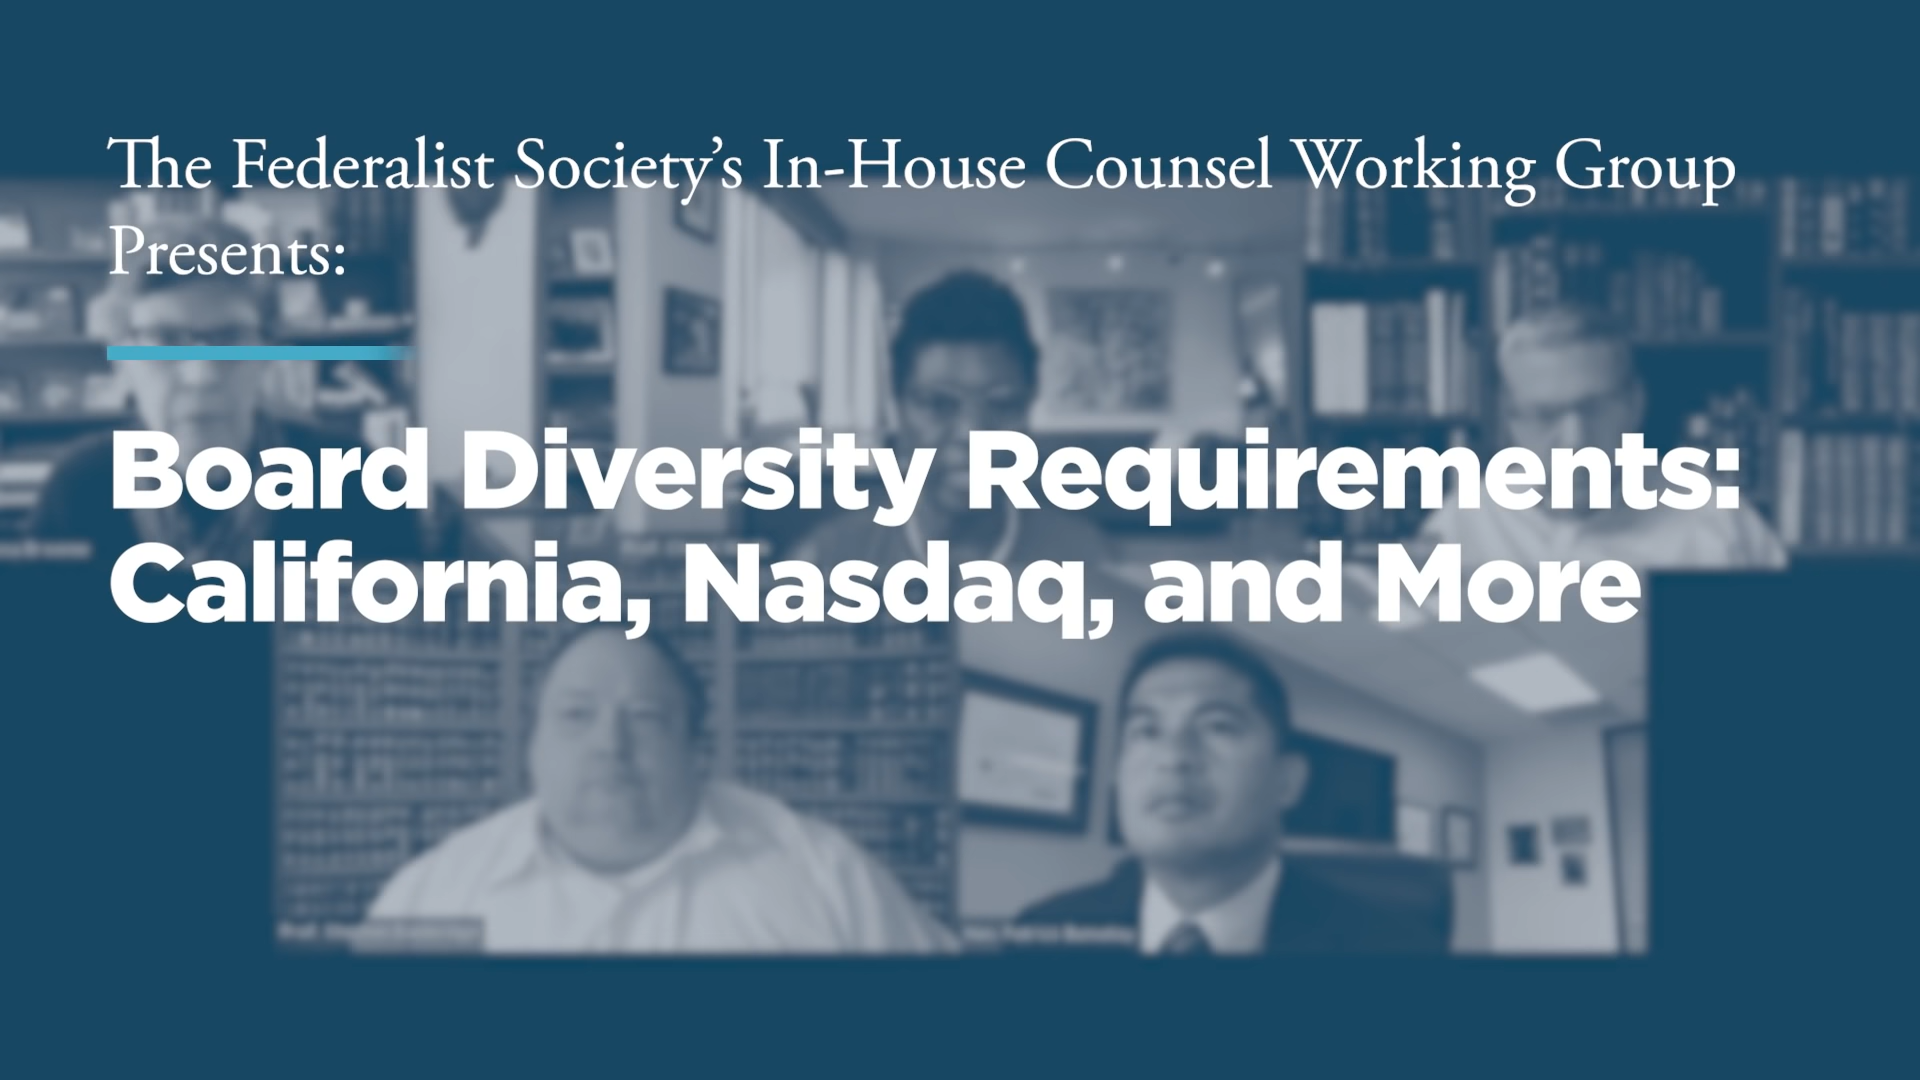 The Federalist Society’s In-House Counsel Working Group
Presents:
Board Diversity Requirements:
California, Nasdaq, and More